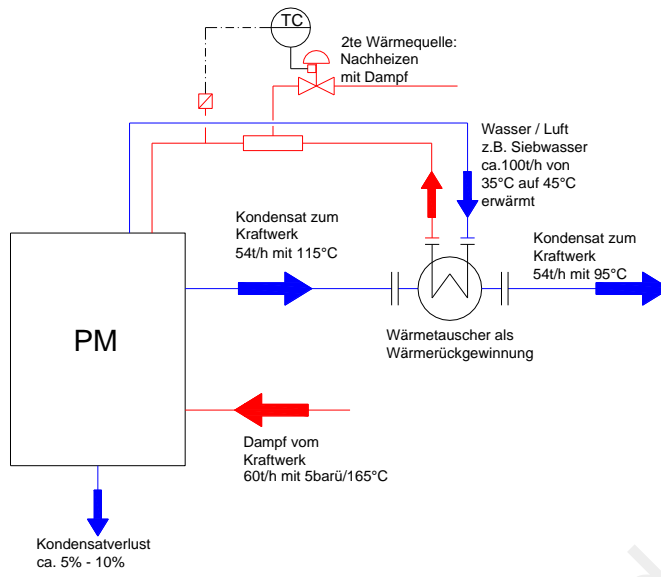 TC
2te Wärmequelle:
Nachheizen
mit Dampf
Wasser / Luft
z.B. Siebwasser
ca.100t/h von
35°C auf 45°C
erwärmt
Kondensat zum
Kraftwerk
54t/h mit 115°C
Kondensat zum
Kraftwerk
54t/h mit 95°C
PM
Wärmetauscher als
Wärmerückgewinnung
Dampf vom
Kraftwerk
60t/h mit 5barü/165°C
Kondensatverlust
ca. 5% - 10%